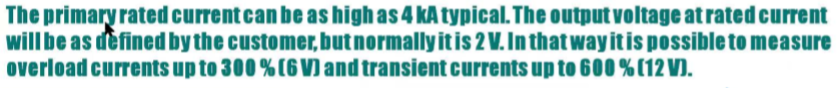 The primary rated current can be as high as 4 kA typical. The output voltage at rated current
will be as defined by the customer, but normally it is 2 V. In that way it is possible to measure
overload currents up to 300 % (6 V) and transient currents up to 600 % (12 V).